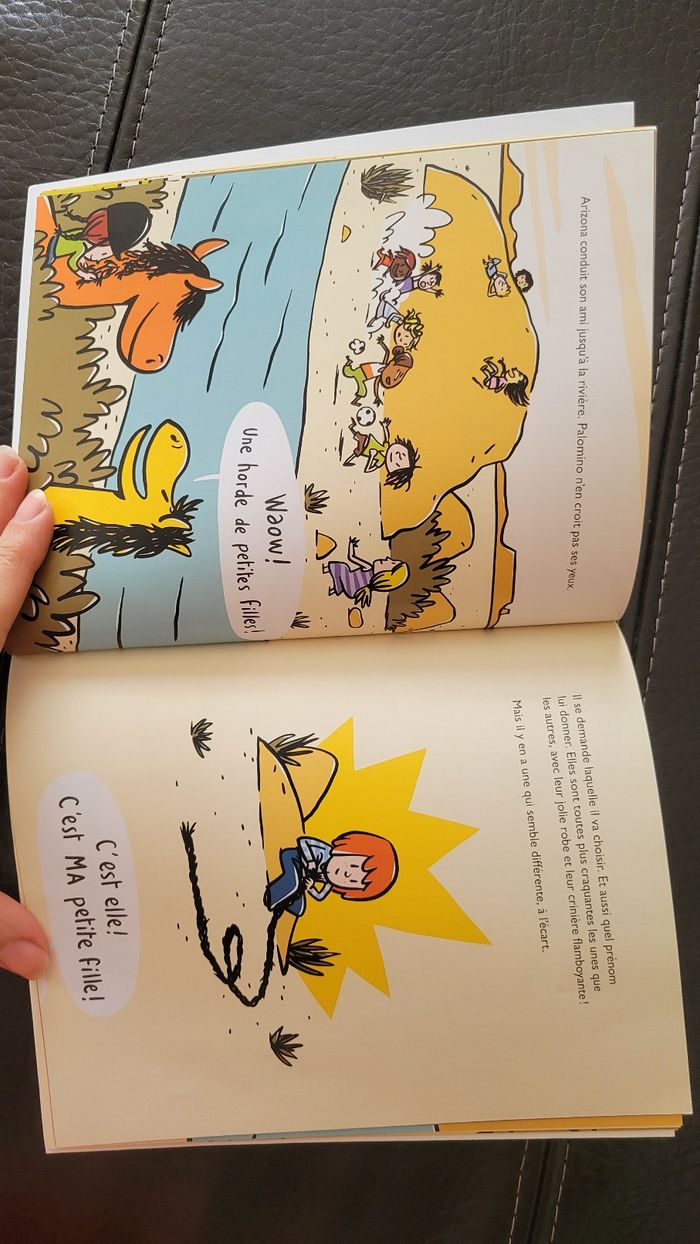 Arizona conduit son ami jusqu'à la rivière. Palomino n'en croit pas ses yeux.
Waow!
Une horde de petites filles!
Il se demande laquelle il va choisir. Et aussi quel prénom
lui donner. Elles sont toutes plus craquantes les unes que
les autres, avec leur jolie robe et leur crinière flamboyante!
Mais il y en a une qui semble différente, à l'écart.
C'est elle!
C'est MA petite fille!